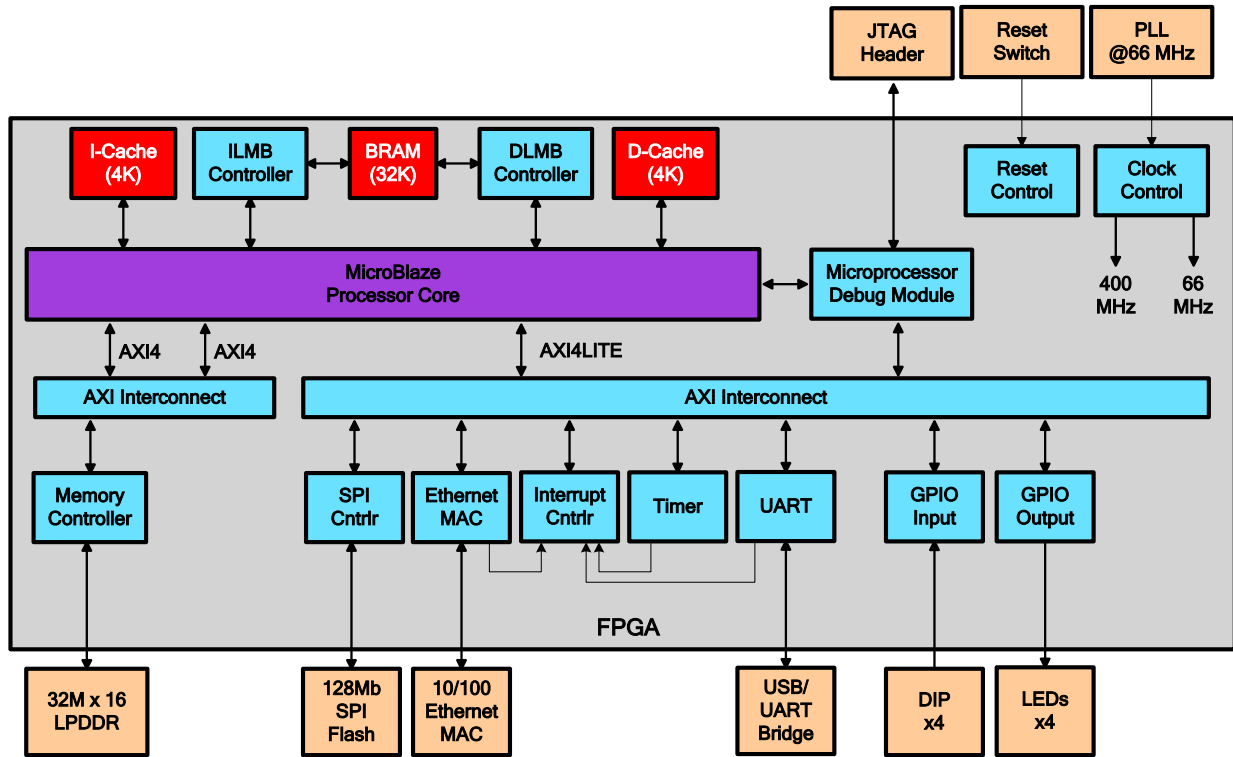 JTAG
Header
Reset
Switch
PLL
@66 MHz
I-Cache
(4K)
ILMB
Controller
BRAM
(32K)
DLMB
Controller
D-Cache
(4K)
Reset
Control
Clock
Control
MicroBlaze
Processor Core
Microprocessor
Debug Module
400
MHz
66
MHz
AXI4
AXI4
AXI4LITE
AXI Interconnect
AXI Interconnect
Memory
Controller
SPI
Cntrlr
Ethernet
MAC
Interrupt
Cntrlr
Timer
UART
GPIO
Input
GPIO
Output
FPGA
32M x 16
LPDDR
128Mb
SPI
Flash
10/100
Ethernet
MAC
USB/
UART
Bridge
DIP
x4
LEDs
x4